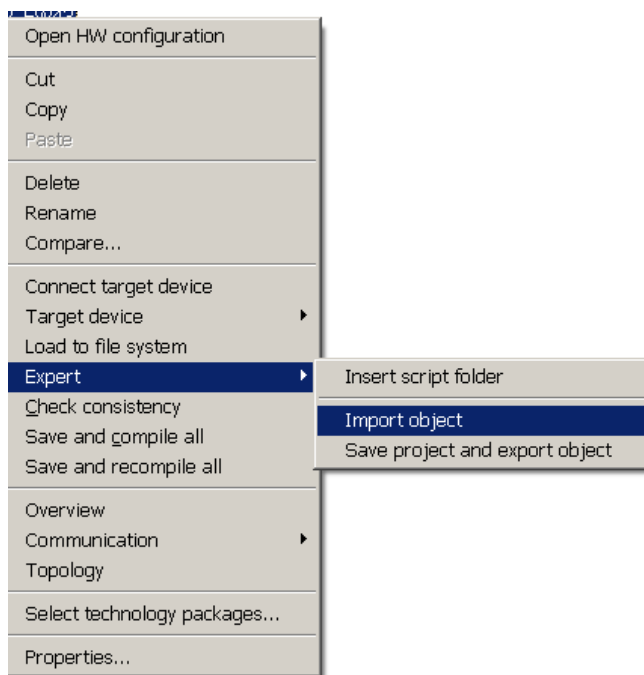 Open HW configuration
Cut
Copy
Paste
Delete
Rename
Compare...
Connect target device
Target device
Load to file system
Expert
Insert script folder
Import object
Save project and export object
Check consistency
Save and compile all
Save and recompile all
Overview
Communication
Topology
Select technology packages...
Properties...